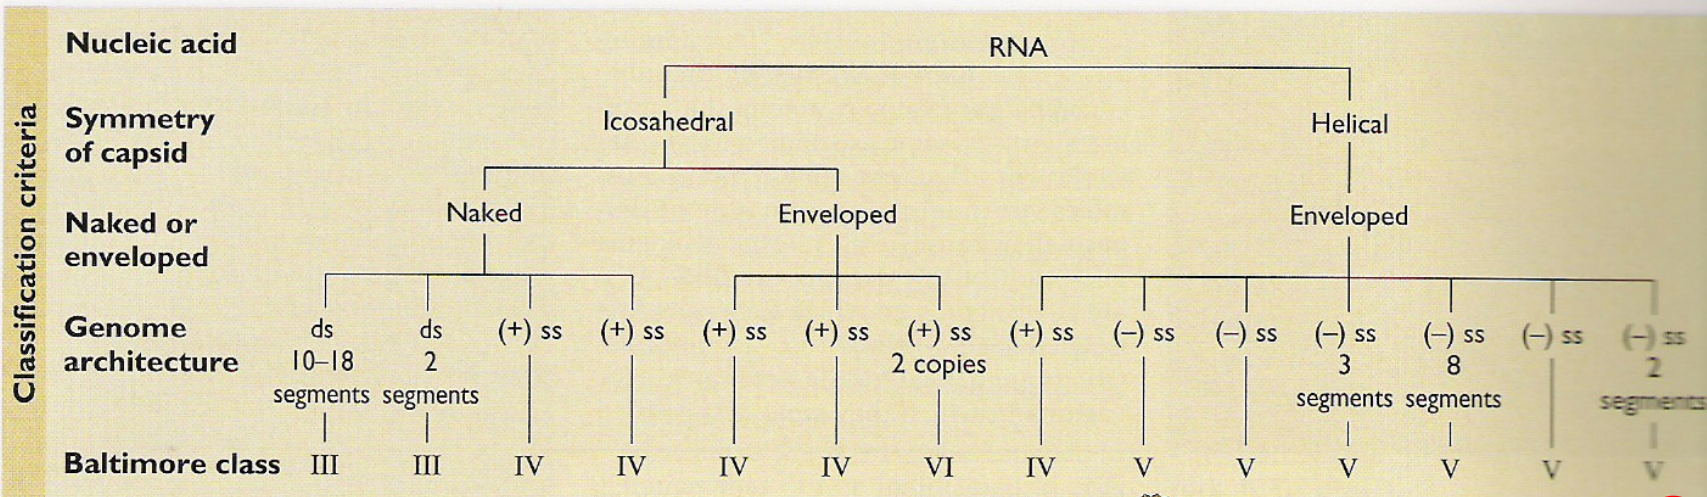 Classification criteria
Nucleic acid RNA
Symmetry
of capsid
Icosahedral Helical
Naked or
enveloped
Naked Enveloped Enveloped
Genome
architecture
ds ds (+) ss (+) ss (+) ss (+) ss (+) ss (+) ss (–) ss (–) ss (–) ss (–) ss (–) ss (–) ss
10–18 2 2 copies 3 8 2
segments segments segments segments segments
Baltimore class III III IV IV IV IV VI IV V V V V V V